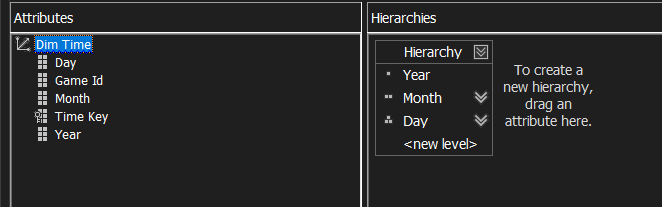 Attributes
Dim Time
Day
Game Id
Month
Time Key
Year
Hierarchies
Hierarchy
Year
Month
Day
<new level>
To create a
new hierarchy,
drag an
attribute here.